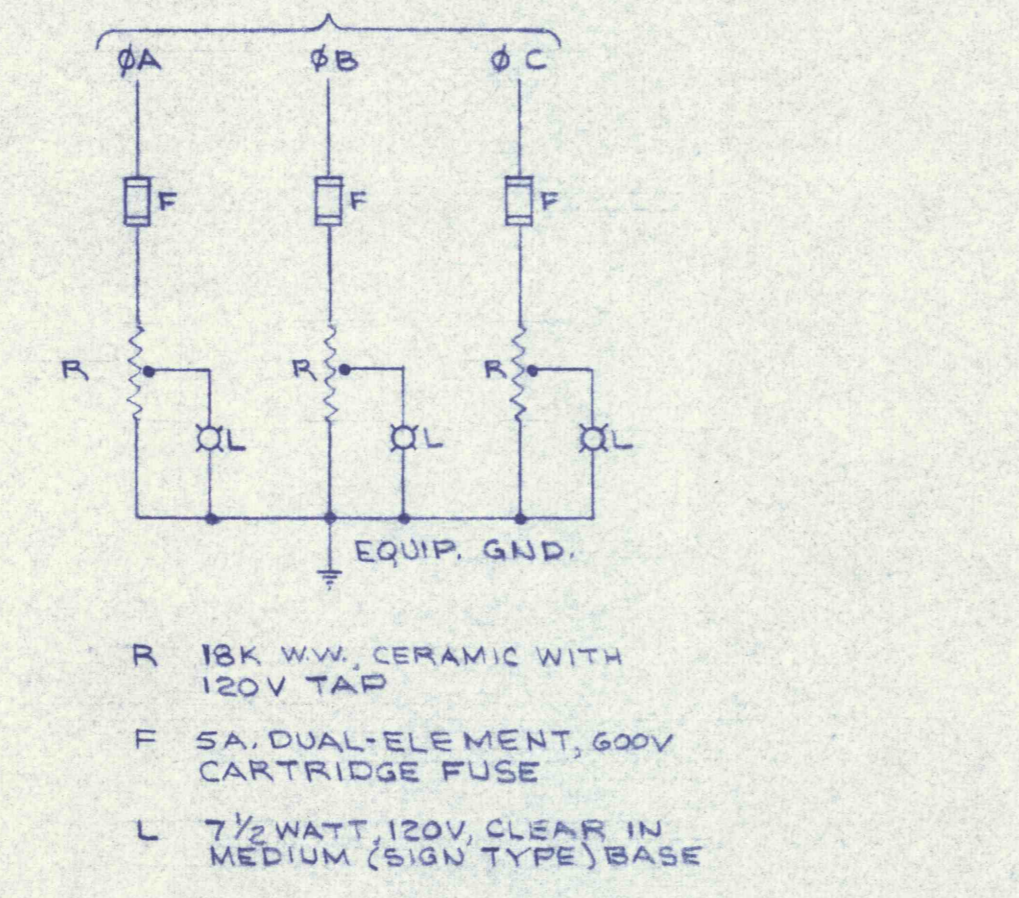 ØA ØB Ø C
F F F
R R R
L L L
EQUIP. GND.
R 18K W.W., CERAMIC WITH
120V TAP
F 5A. DUAL-ELEMENT, 600V
CARTRIDGE FUSE
L 7½ WATT, 120V, CLEAR IN
MEDIUM (SIGN TYPE) BASE